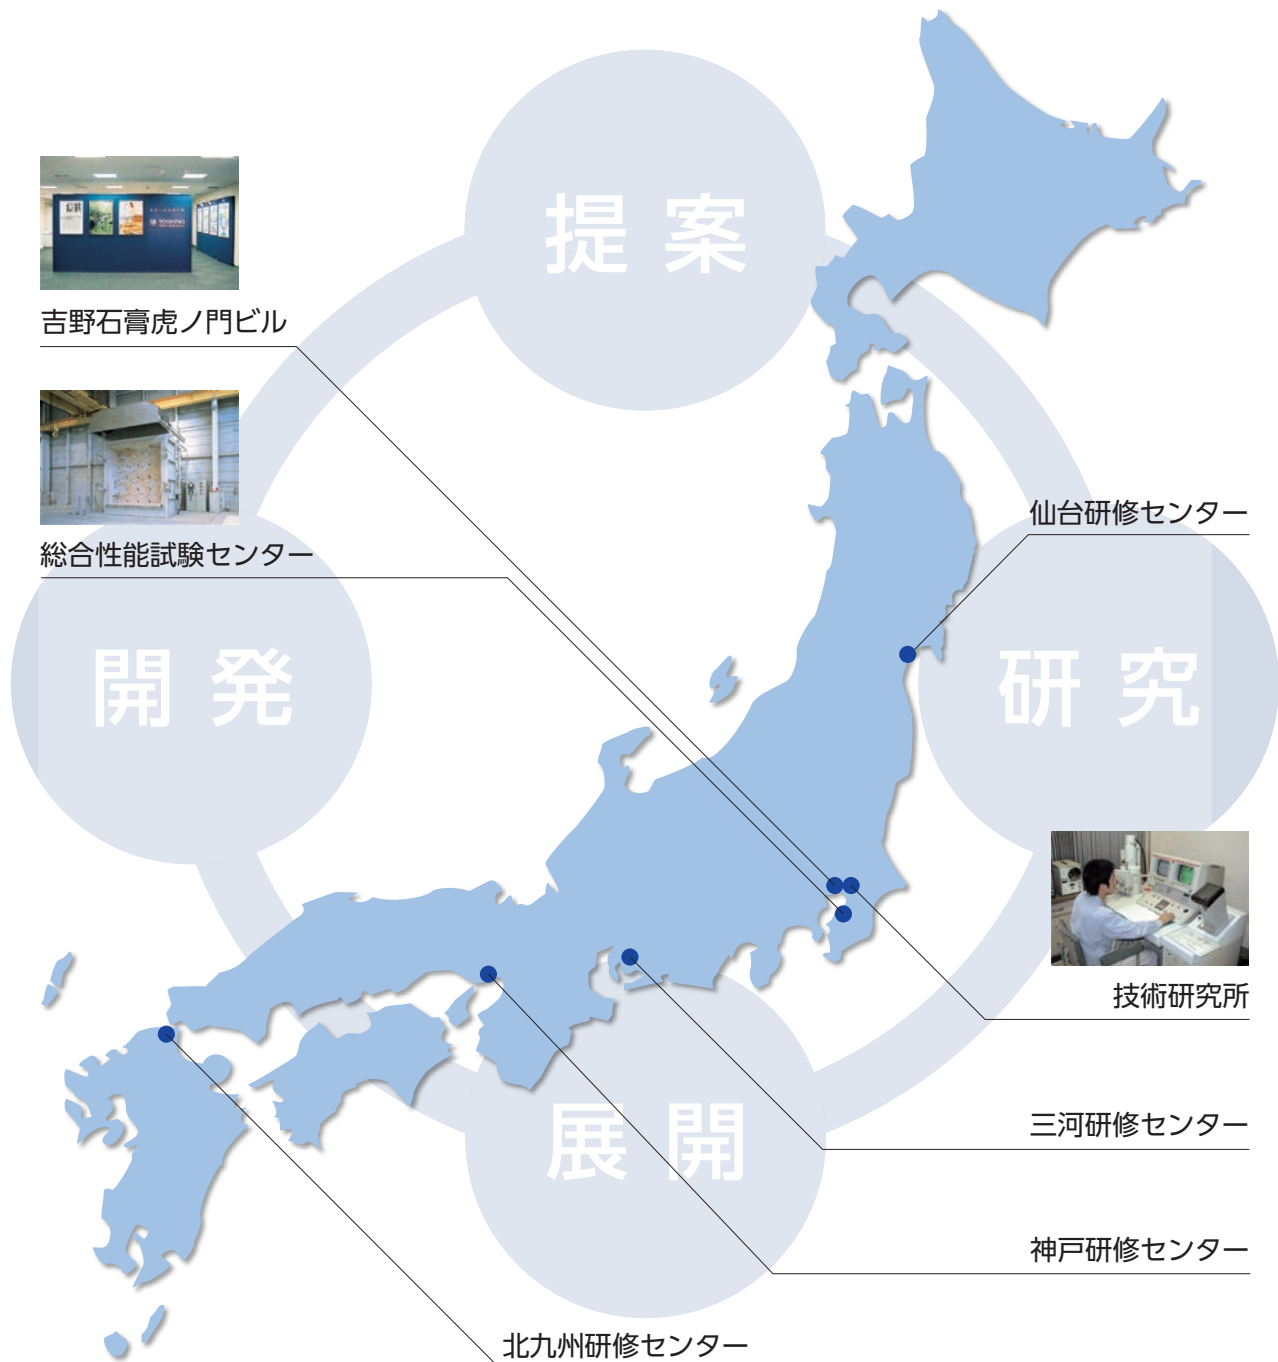 提案
吉野石膏虎ノ門ビル
総合性能試験センター
仙台研修センター
開発
研究
技術研究所
三河研修センター
展開
神戸研修センター
北九州研修センター